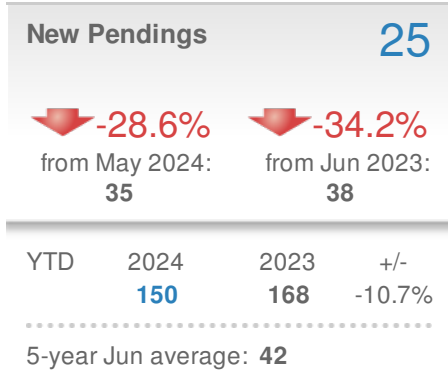 New Pendings 25
-28.6% -34.2%
from May 2024: from Jun 2023:
35 38
YTD 2024 2023 +/-
150 168 -10.7%
5-year Jun average: 42